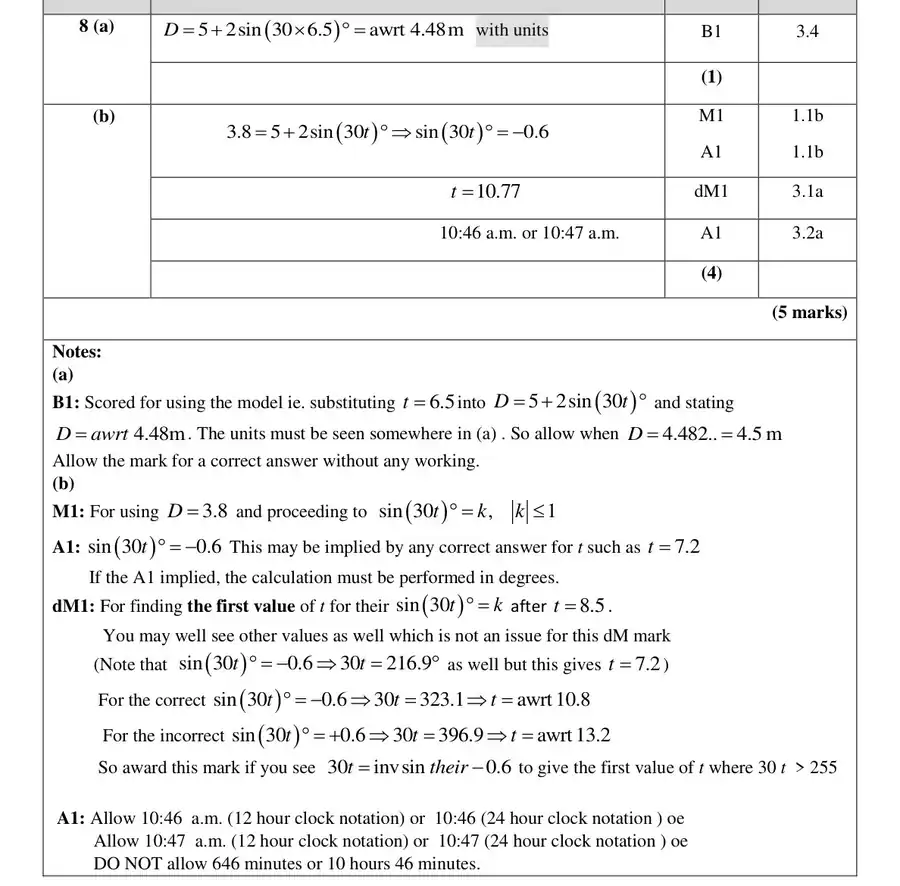 8 (a) D = 5 + 2 sin (30 × 6.5)° = awrt 4.48 m with units B1 3.4
(1)
(b) 3.8 = 5 + 2 sin (30t)° ⇒ sin (30t)° = −0.6 M1 1.1b
A1 1.1b
t = 10.77 dM1 3.1a
10:46 a.m. or 10:47 a.m. A1 3.2a
(4)
(5 marks)
Notes:
(a)
B1: Scored for using the model ie. substituting t = 6.5 into D = 5 + 2 sin (30t)° and stating
D = awrt 4.48m . The units must be seen somewhere in (a) . So allow when D = 4.482.. = 4.5 m
Allow the mark for a correct answer without any working.
(b)
M1: For using D = 3.8 and proceeding to sin (30t)° = k, |k| ≤ 1
A1: sin (30t)° = −0.6 This may be implied by any correct answer for t such as t = 7.2
If the A1 implied, the calculation must be performed in degrees.
dM1: For finding the first value of t for their sin (30t)° = k after t = 8.5 .
You may well see other values as well which is not an issue for this dM mark
(Note that sin (30t)° = −0.6 ⇒ 30t = 216.9° as well but this gives t = 7.2 )
For the correct sin (30t)° = −0.6 ⇒ 30t = 323.1 ⇒ t = awrt 10.8
For the incorrect sin (30t)° = +0.6 ⇒ 30t = 396.9 ⇒ t = awrt 13.2
So award this mark if you see 30t = inv sin their − 0.6 to give the first value of t where 30 t > 255
A1: Allow 10:46 a.m. (12 hour clock notation) or 10:46 (24 hour clock notation ) oe
Allow 10:47 a.m. (12 hour clock notation) or 10:47 (24 hour clock notation ) oe
DO NOT allow 646 minutes or 10 hours 46 minutes.